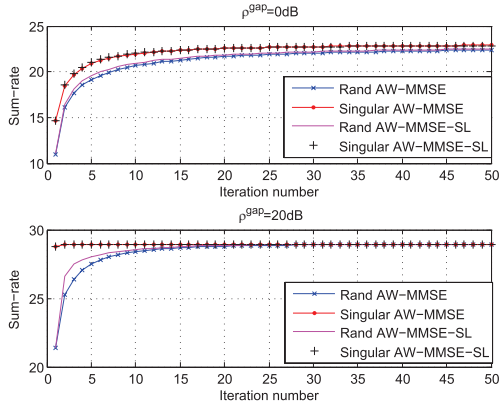 ρgap=0dB
25
20
15
10
Sum-rate
0 5 10 15 20 25 30 35 40 45 50
Iteration number
Rand AW-MMSE
Singular AW-MMSE
Rand AW-MMSE-SL
Singular AW-MMSE-SL
ρgap=20dB
30
25
20
Sum-rate
0 5 10 15 20 25 30 35 40 45 50
Iteration number
Rand AW-MMSE
Singular AW-MMSE
Rand AW-MMSE-SL
Singular AW-MMSE-SL